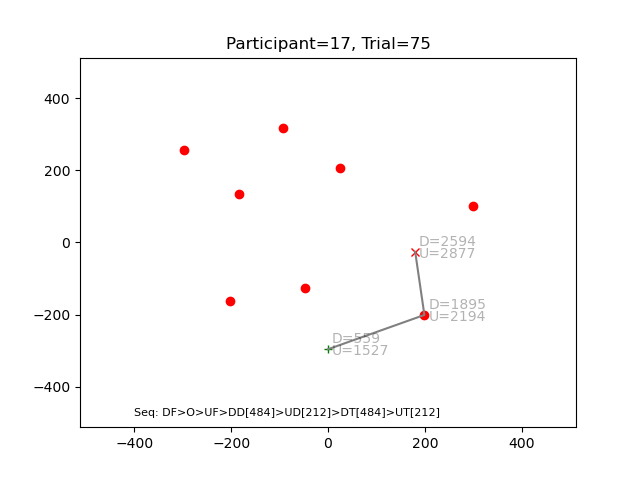 Participant=17, Trial=75
400
200
0
−200
−400
D=2594
U=2877
D=1895
U=2194
D=559
U=1527
Seq: DF>O>UF>DD[484]>UD[212]>DT[484]>UT[212]
−400
−200
0
200
400